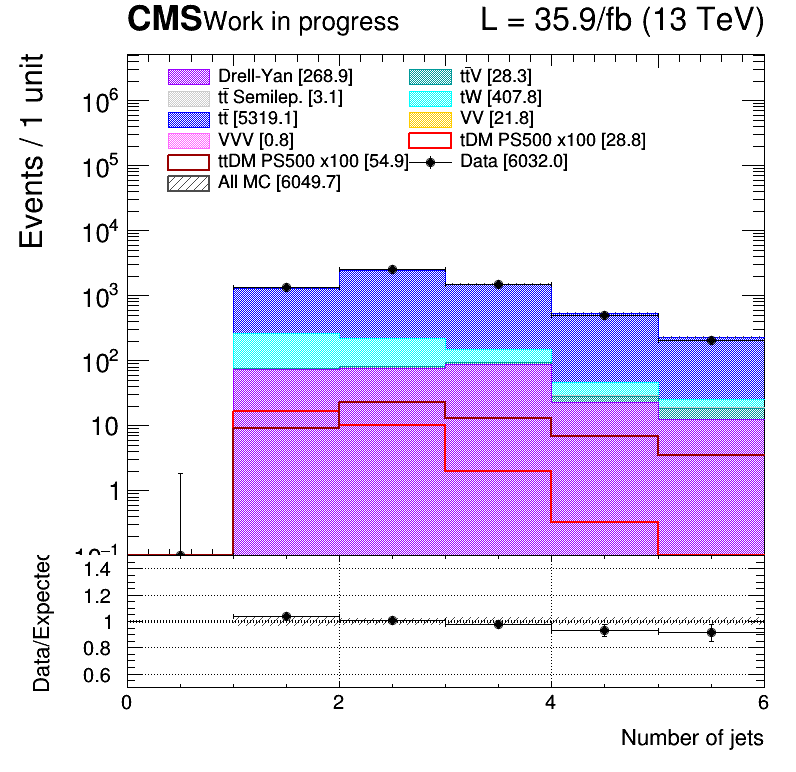 CMS Work in progress L = 35.9/fb (13 TeV)
Events / 1 unit
Drell-Yan [268.9] tt̄V [28.3]
tt̄ Semilep. [3.1] tW [407.8]
tt̄ [5319.1] VV [21.8]
VVV [0.8] tDM PS500 x100 [28.8]
ttDM PS500 x100 [54.9] Data [6032.0]
All MC [6049.7]
10⁶
10⁵
10⁴
10³
10²
10
1
10⁻¹
Data/Expected
1.4
1.2
1
0.8
0.6
0 2 4 6
Number of jets